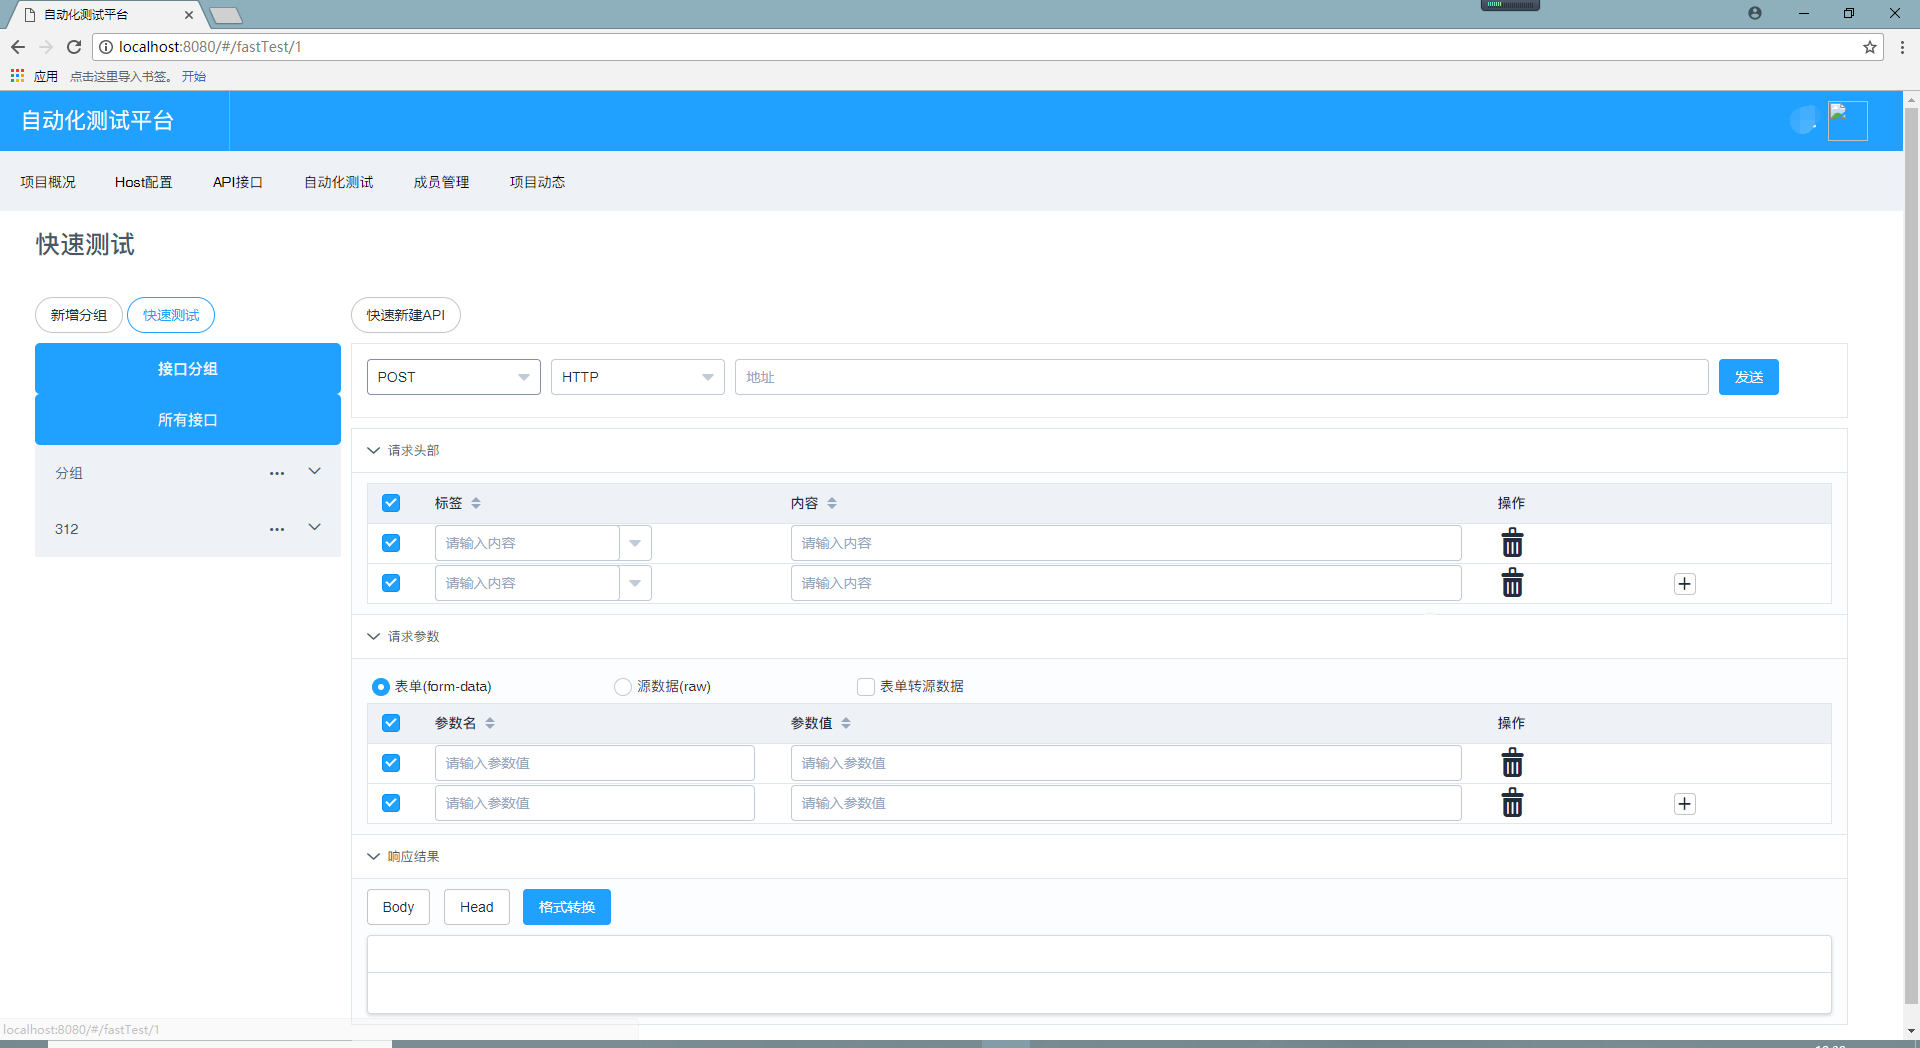 自动化测试平台
localhost:8080/#/fastTest/1
应用 点击这里导入书签。 开始
自动化测试平台
项目概况 Host配置 API接口 自动化测试 成员管理 项目动态
快速测试
新增分组 快速测试 快速新建API
接口分组
POST HTTP 地址 发送
所有接口
请求头部
分组
标签 内容 操作
312
请输入内容 请输入内容
请输入内容 请输入内容
请求参数
表单(form-data) 源数据(raw) 表单转源数据
参数名 参数值 操作
请输入参数值 请输入参数值
请输入参数值 请输入参数值
响应结果
Body Head 格式转换
localhost:8080/#/fastTest/1